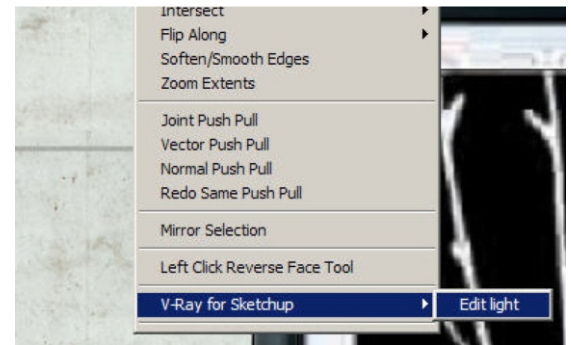 Intersect
Flip Along
Soften/Smooth Edges
Zoom Extents
Joint Push Pull
Vector Push Pull
Normal Push Pull
Redo Same Push Pull
Mirror Selection
Left Click Reverse Face Tool
V-Ray for Sketchup
Edit light